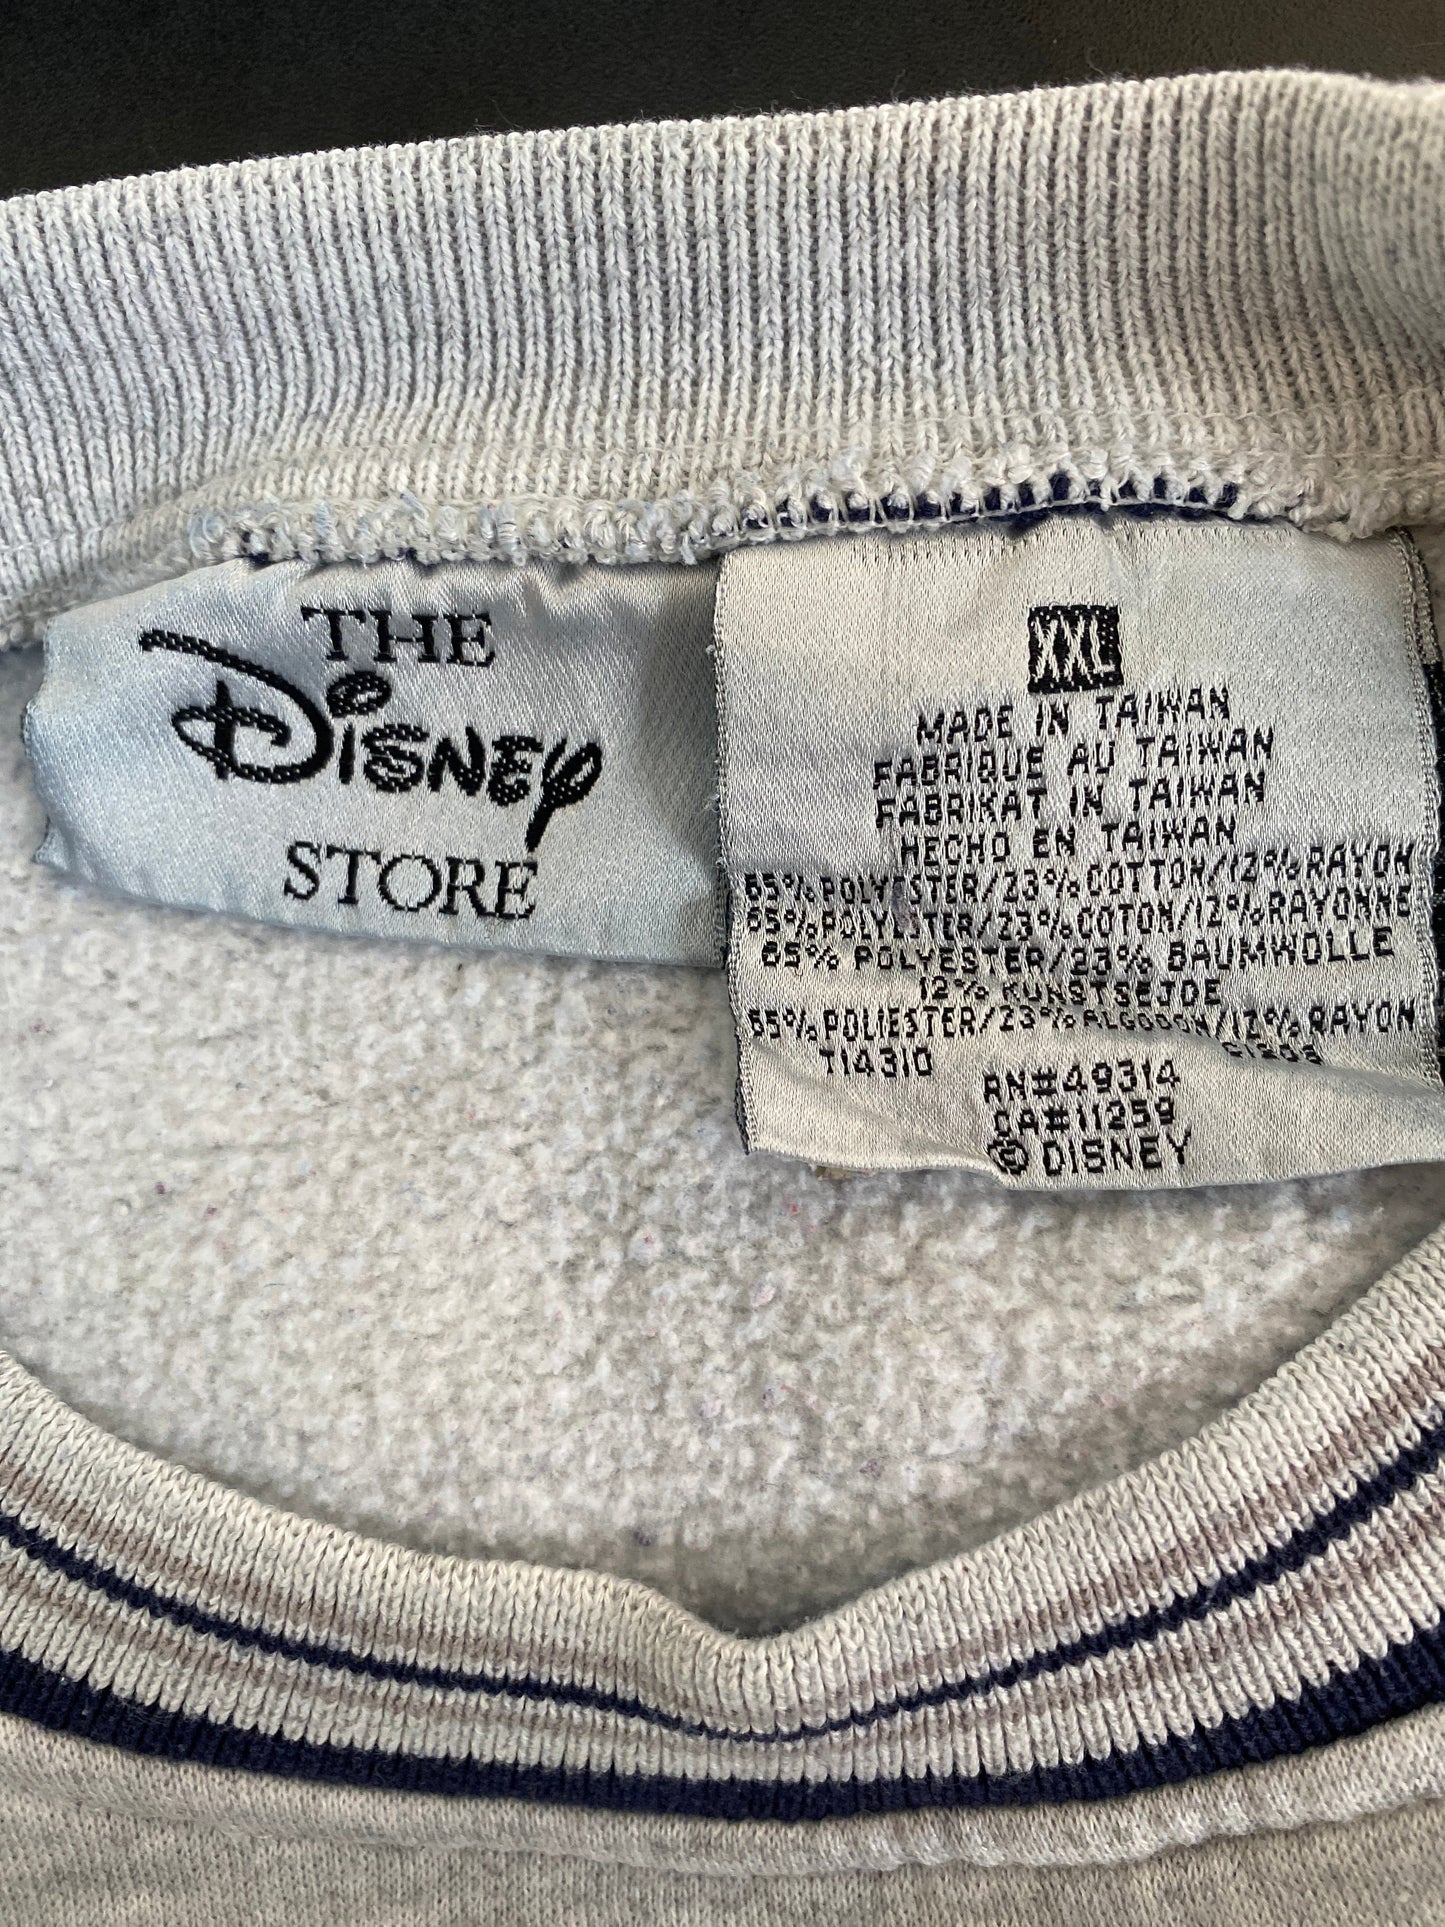 THE
Disney
STORE
XXL
MADE IN TAIWAN
FABRIQUE AU TAIWAN
FABRIKAT IN TAIWAN
HECHO EN TAIWAN
65% POLYESTER/23% COTTON/12% RAYON
65% POLYESTER/23% COTON/12% RAYONNE
65% POLYESTER/23% BAUMWOLLE
12% KUNSTSEJDE
65% POLIESTER/23% ALGODON/12% RAYON
T14310
RN#49314
CA#11259
© DISNEY